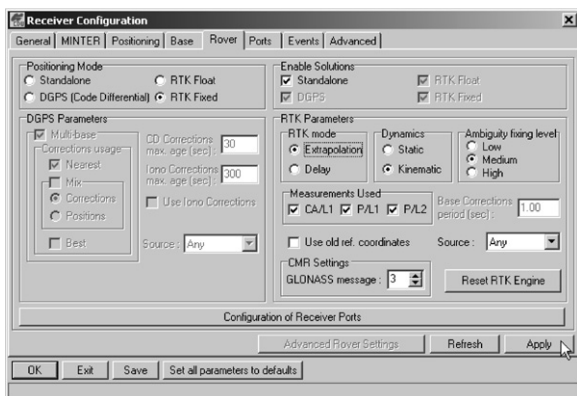 Receiver Configuration
General MINTER Positioning Base Rover Ports Events Advanced
Positioning Mode
Standalone RTK Float
DGPS (Code Differential) RTK Fixed
Enable Solutions
Standalone RTK Float
DGPS RTK Fixed
DGPS Parameters
Multi-base
Corrections usage
Nearest
Mix
Corrections
Positions
Best
CD Corrections max. age [sec] : 30
Iono Corrections max. age [sec] : 300
Use Iono Corrections
Source : Any
RTK Parameters
RTK mode
Extrapolation
Delay
Dynamics
Static
Kinematic
Ambiguity fixing level
Low
Medium
High
Measurements Used
CA/L1 P/L1 P/L2
Base Corrections period [sec] : 1.00
Use old ref. coordinates
Source : Any
CMR Settings
GLONASS message : 3
Reset RTK Engine
Configuration of Receiver Ports
Advanced Rover Settings Refresh Apply
OK Exit Save Set all parameters to defaults